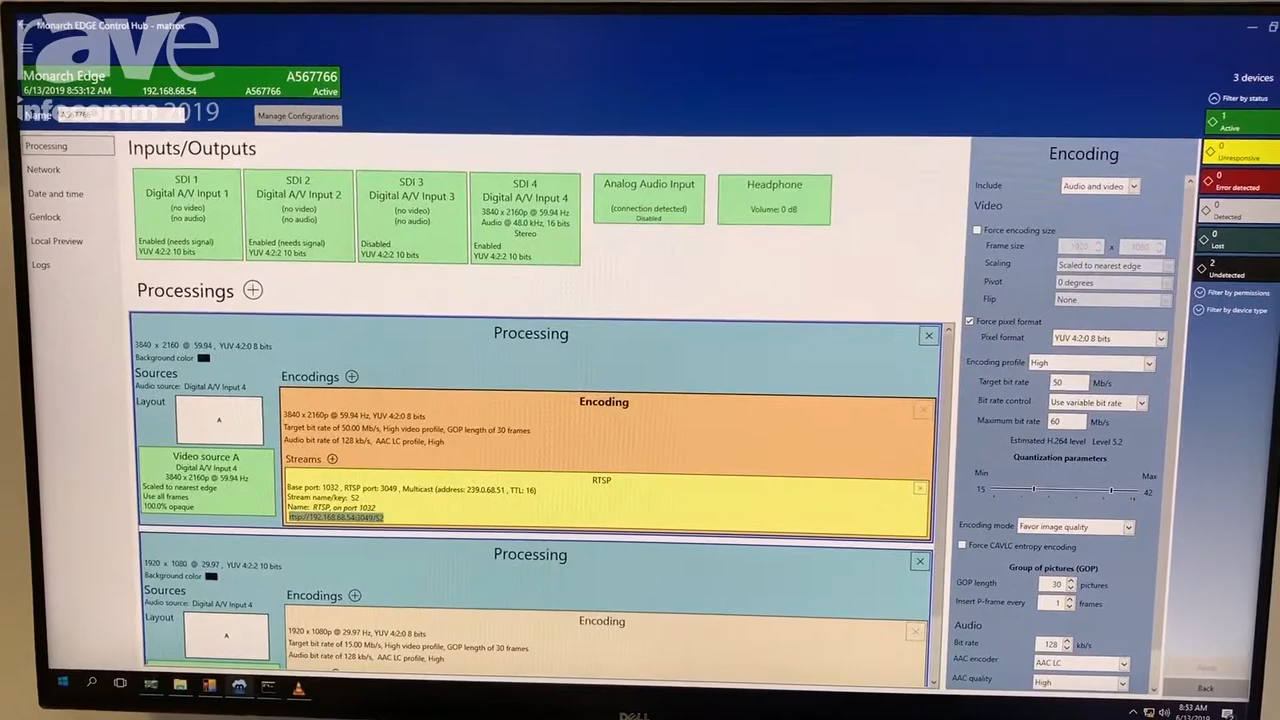 Monarch EDGE Control Hub - matrox
rave
infocomm 2019
Monarch Edge A567766
6/13/2019 8:53:12 AM 192.168.68.54 A567766 Active
Name
Manage Configurations
3 devices
Filter by status
1
Active
0
Unresponsive
0
Error detected
0
Detected
0
Lost
2
Undetected
Filter by permissions
Filter by device type
Processing
Network
Date and time
Genlock
Local Preview
Logs
Inputs/Outputs
SDI 1
Digital A/V Input 1
(no video)
(no audio)
Enabled (needs signal)
YUV 4:2:2 10 bits
SDI 2
Digital A/V Input 2
(no video)
(no audio)
Enabled (needs signal)
YUV 4:2:2 10 bits
SDI 3
Digital A/V Input 3
(no video)
(no audio)
Disabled
YUV 4:2:2 10 bits
SDI 4
Digital A/V Input 4
3840 x 2160p @ 59.94 Hz
Audio @ 48.0 kHz, 16 bits
Stereo
Enabled
YUV 4:2:2 10 bits
Analog Audio Input
(connection detected)
Disabled
Headphone
Volume: 0 dB
Processings
Processing
3840 x 2160 @ 59.94 , YUV 4:2:0 8 bits
Background color
Sources
Audio source: Digital A/V Input 4
Layout
A
Video source A
Digital A/V Input 4
3840 x 2160p @ 59.94 Hz
Scaled to nearest edge
Use all frames
100.0% opaque
Encodings
Encoding
3840 x 2160p @ 59.94 Hz, YUV 4:2:0 8 bits
Target bit rate of 50.00 Mb/s, High video profile, GOP length of 30 frames
Audio bit rate of 128 kb/s, AAC LC profile, High
Streams
RTSP
Base port: 1032 , RTSP port: 3049 , Multicast (address: 239.0.68.51 , TTL: 16)
Stream name/key: S2
Name: RTSP, on port 1032
rtsp://192.168.68.54:3049/S2
Processing
1920 x 1080 @ 29.97 , YUV 4:2:2 10 bits
Background color
Sources
Audio source: Digital A/V Input 4
Layout
A
Encodings
Encoding
1920 x 1080p @ 29.97 Hz, YUV 4:2:0 8 bits
Target bit rate of 15.00 Mb/s, High video profile, GOP length of 30 frames
Audio bit rate of 128 kb/s, AAC LC profile, High
Encoding
Include Audio and video
Video
Force encoding size
Frame size 1920 x 1080
Scaling Scaled to nearest edge
Pivot 0 degrees
Flip None
Force pixel format
Pixel format YUV 4:2:0 8 bits
Encoding profile High
Target bit rate 50 Mb/s
Bit rate control Use variable bit rate
Maximum bit rate 60 Mb/s
Estimated H.264 level Level 5.2
Quantization parameters
Min Max
15 42
Encoding mode Favor image quality
Force CAVLC entropy encoding
Group of pictures (GOP)
GOP length 30 pictures
Insert P-frame every 1 frames
Audio
Bit rate 128 kb/s
AAC encoder AAC LC
AAC quality High
Back
8:53 AM
6/13/2019
DELL